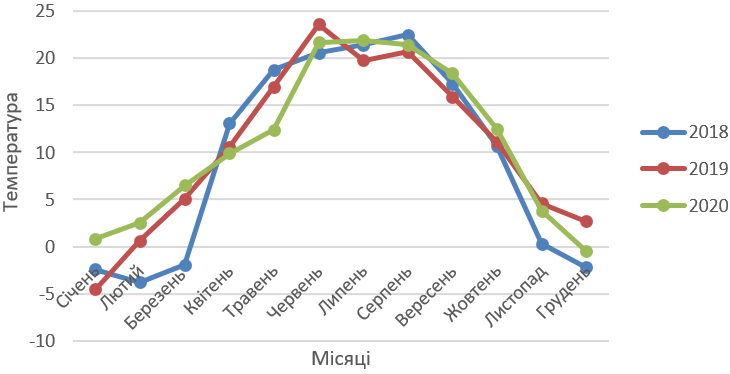 25
20
15
10
5
0
-5
-10
Температура
Січень
Лютий
Березень
Квітень
Травень
Червень
Липень
Серпень
Вересень
Жовтень
Листопад
Грудень
Місяці
2018
2019
2020